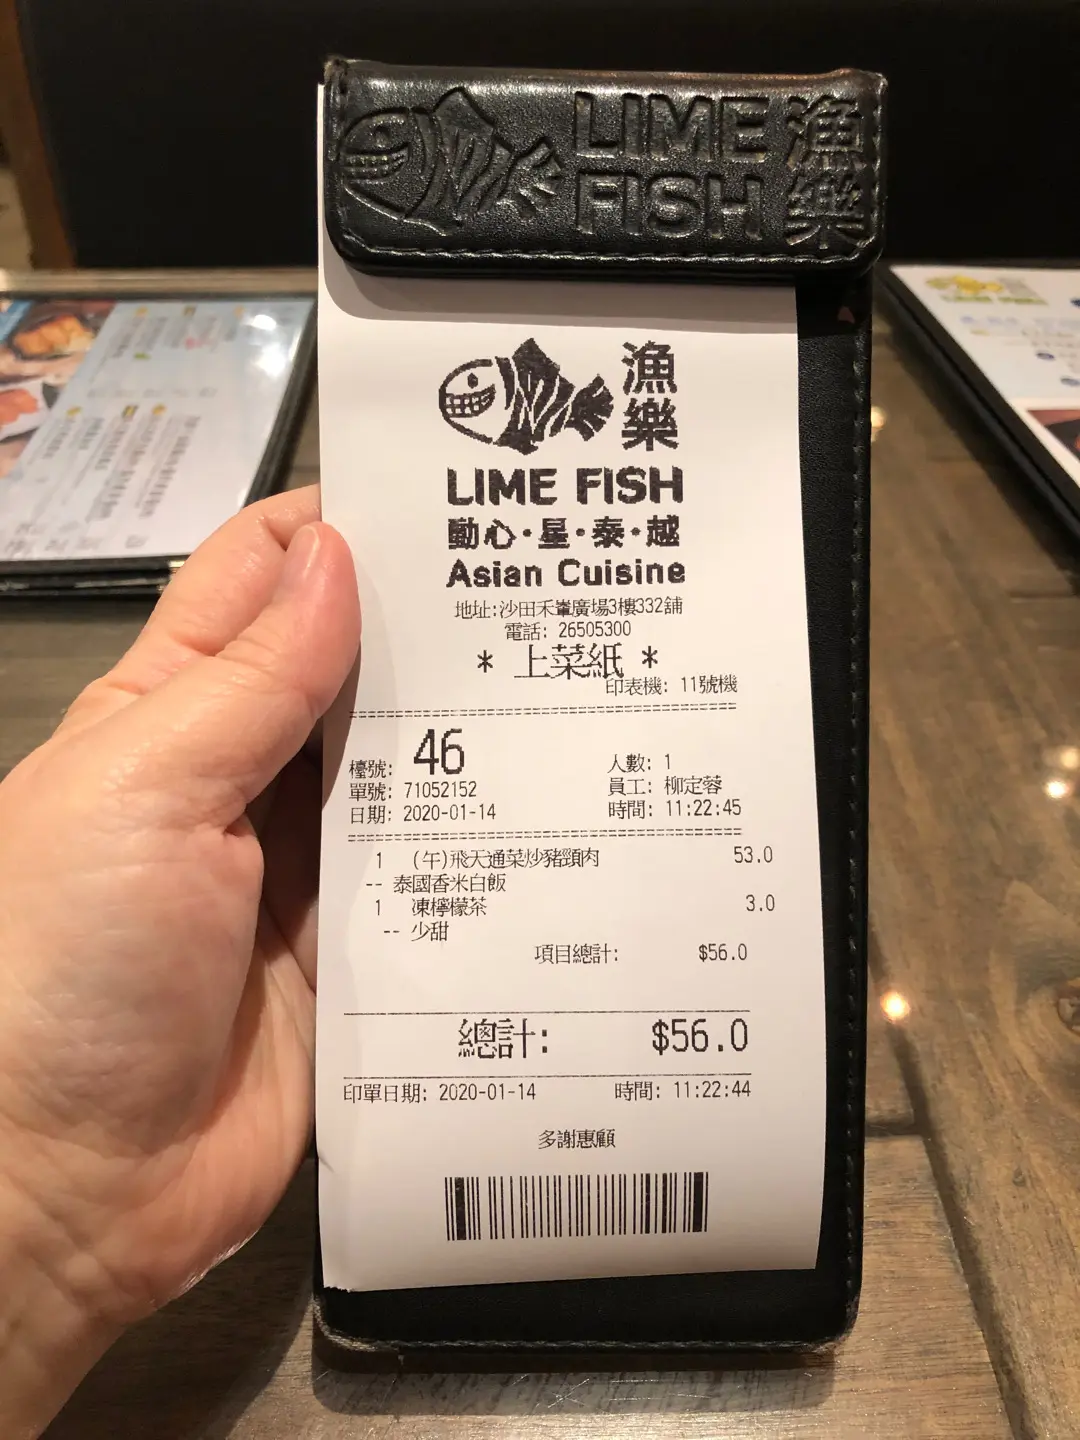 LIME FISH 漁樂
漁樂
LIME FISH
動心·星·泰·越
Asian Cuisine
地址:沙田禾輋廣場3樓332舖
電話: 26505300
* 上菜紙 *
印表機: 11號機
檯號: 46 人數: 1
單號: 71052152 員工: 柳定蓉
日期: 2020-01-14 時間: 11:22:45
1 (午)飛天通菜炒豬頸肉 53.0
-- 泰國香米白飯
1 凍檸檬茶 3.0
-- 少甜
項目總計: $56.0
總計: $56.0
印單日期: 2020-01-14 時間: 11:22:44
多謝惠顧